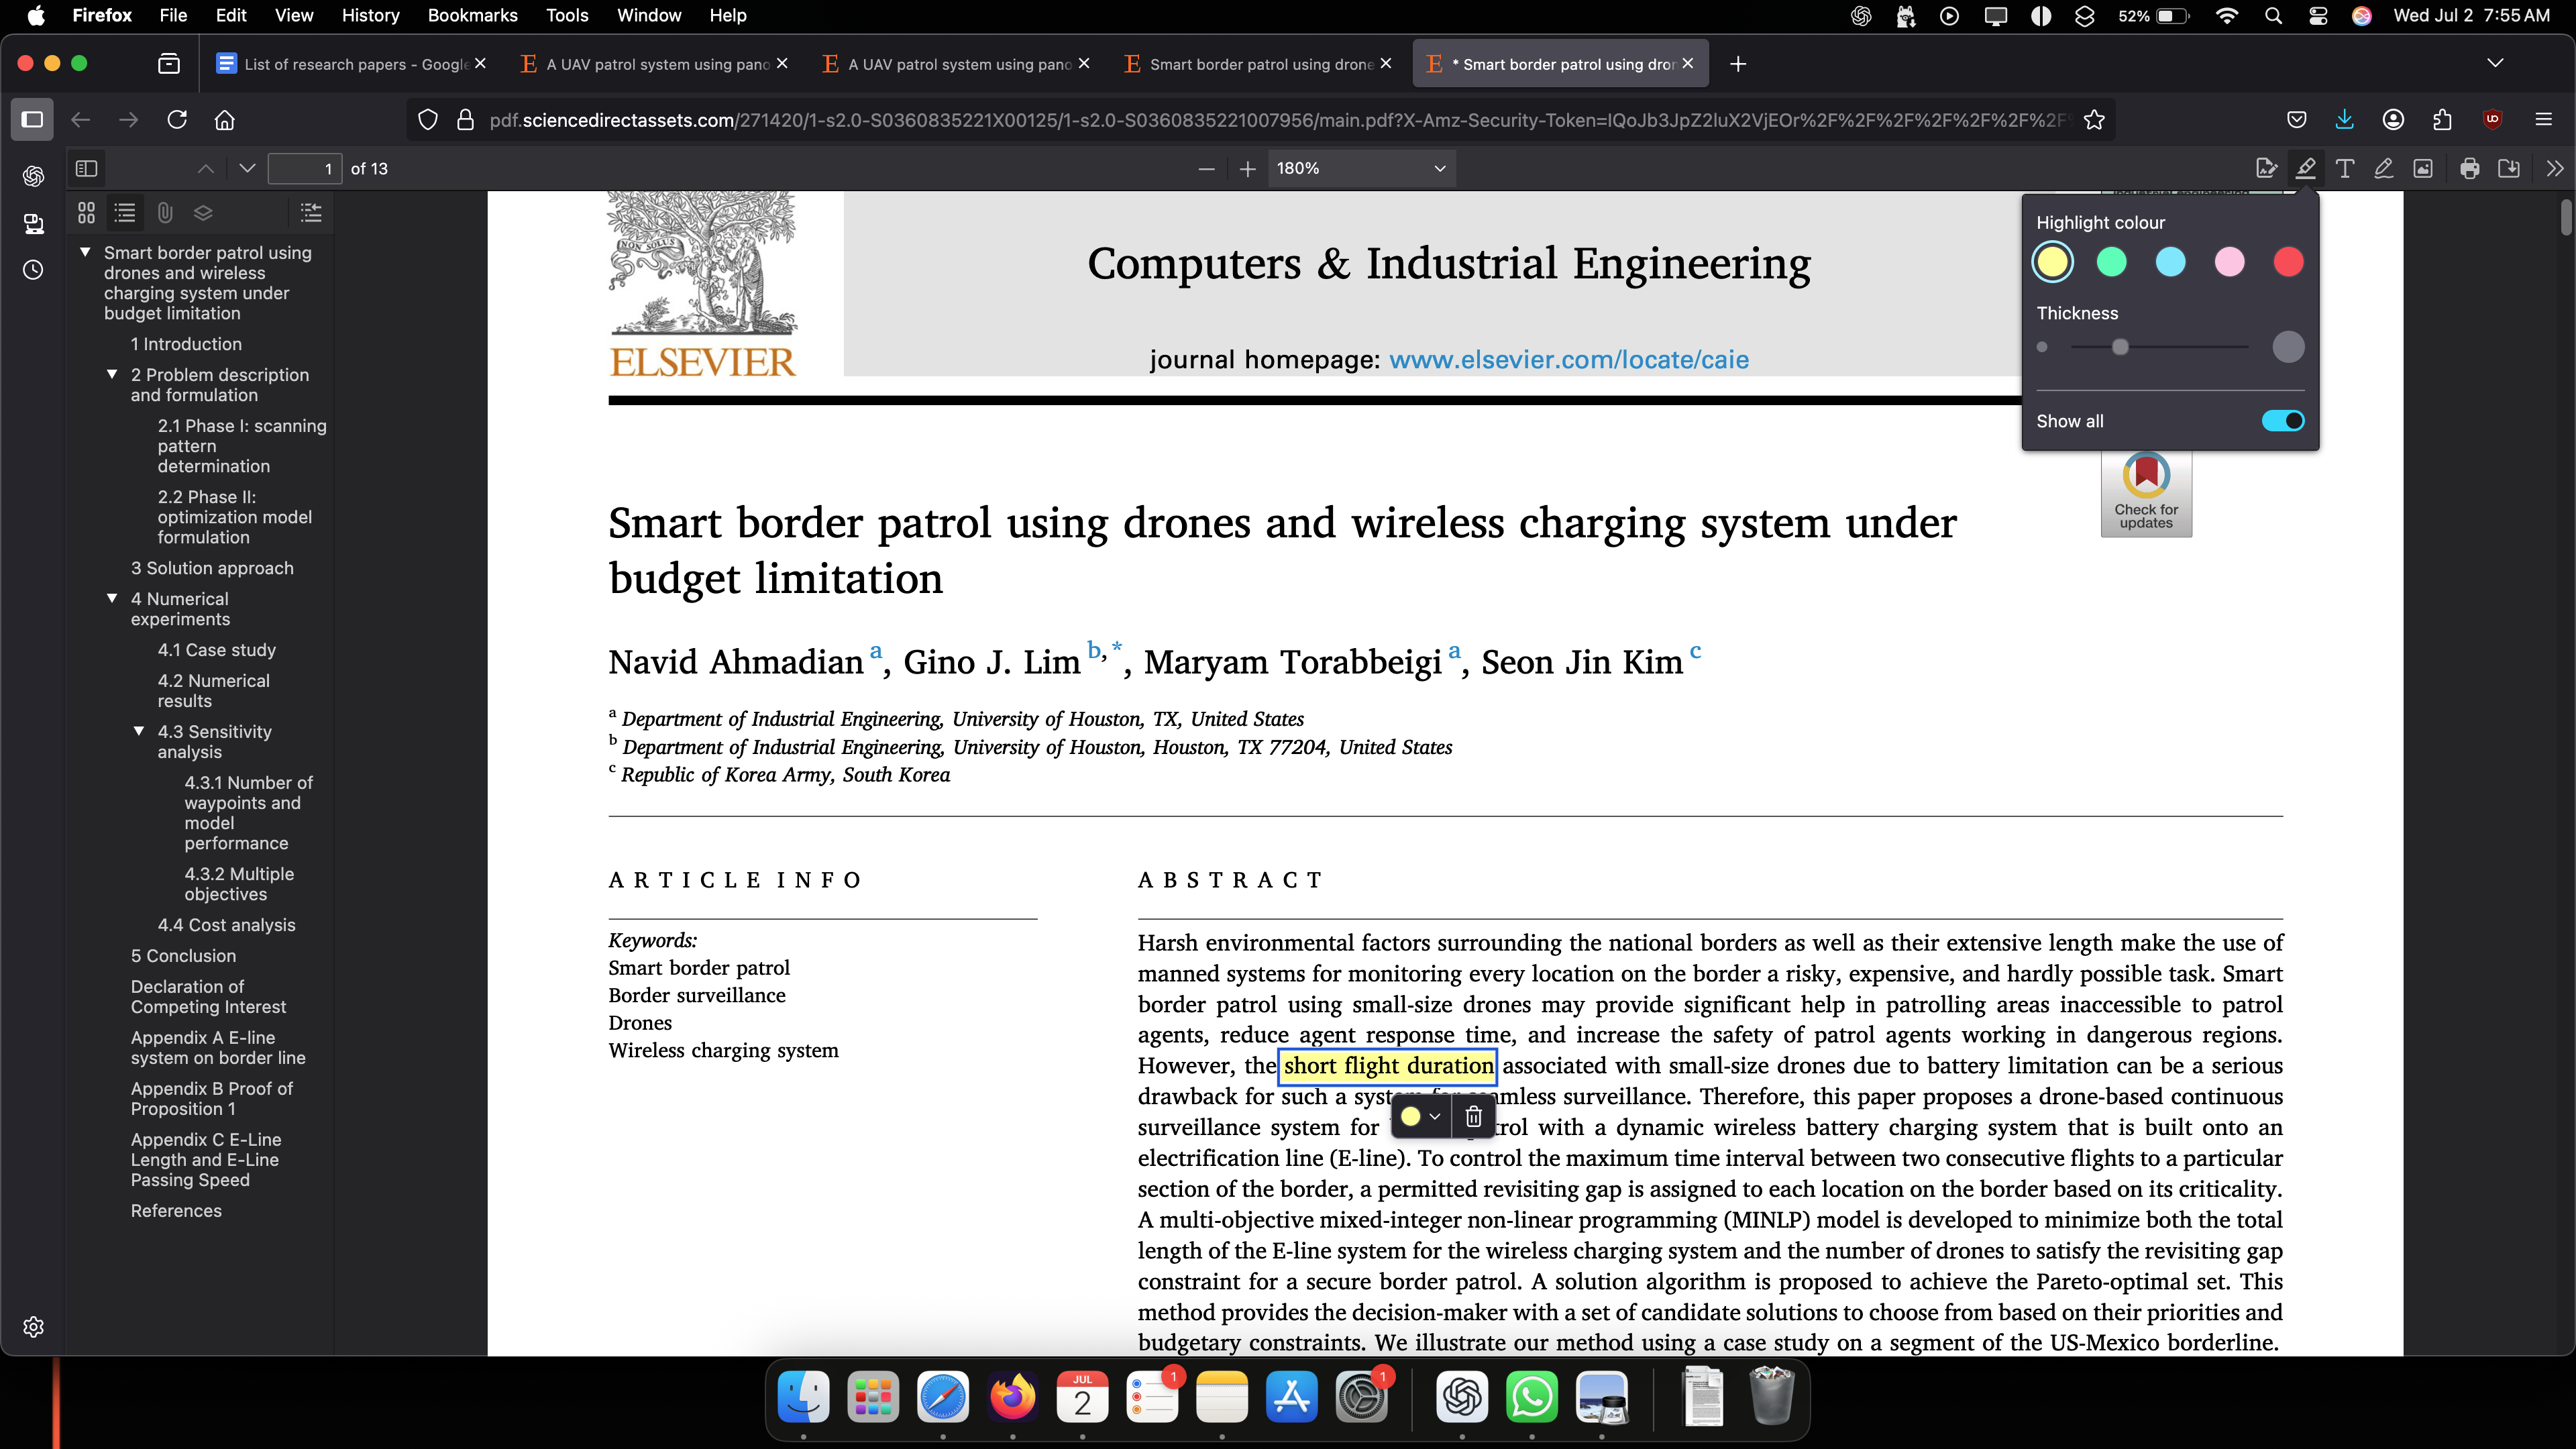 Firefox File Edit View History Bookmarks Tools Window Help 52% Wed Jul 2 7:55 AM
List of research papers - Google
A UAV patrol system using pano
A UAV patrol system using pano
Smart border patrol using drone
* Smart border patrol using dron
pdf.sciencedirectassets.com/271420/1-s2.0-S0360835221X00125/1-s2.0-S0360835221007956/main.pdf?X-Amz-Security-Token=IQoJb3JpZ2luX2VjEOr%2F%2F%2F%2F%2F%2F%2F
1 of 13
180%
Smart border patrol using
drones and wireless
charging system under
budget limitation
1 Introduction
2 Problem description
and formulation
2.1 Phase I: scanning
pattern
determination
2.2 Phase II:
optimization model
formulation
3 Solution approach
4 Numerical
experiments
4.1 Case study
4.2 Numerical
results
4.3 Sensitivity
analysis
4.3.1 Number of
waypoints and
model
performance
4.3.2 Multiple
objectives
4.4 Cost analysis
5 Conclusion
Declaration of
Competing Interest
Appendix A E-line
system on border line
Appendix B Proof of
Proposition 1
Appendix C E-Line
Length and E-Line
Passing Speed
References
NON SOLUS
ELSEVIER
Computers & Industrial Engineering
journal homepage: www.elsevier.com/locate/caie
Highlight colour
Thickness
Show all
Check for
updates
Smart border patrol using drones and wireless charging system under
budget limitation
Navid Ahmadian a, Gino J. Lim b,*, Maryam Torabbeigi a, Seon Jin Kim c
a Department of Industrial Engineering, University of Houston, TX, United States
b Department of Industrial Engineering, University of Houston, Houston, TX 77204, United States
c Republic of Korea Army, South Korea
ARTICLE INFO
Keywords:
Smart border patrol
Border surveillance
Drones
Wireless charging system
ABSTRACT
Harsh environmental factors surrounding the national borders as well as their extensive length make the use of
manned systems for monitoring every location on the border a risky, expensive, and hardly possible task. Smart
border patrol using small-size drones may provide significant help in patrolling areas inaccessible to patrol
agents, reduce agent response time, and increase the safety of patrol agents working in dangerous regions.
However, the short flight duration associated with small-size drones due to battery limitation can be a serious
drawback for such a system for seamless surveillance. Therefore, this paper proposes a drone-based continuous
surveillance system for trol with a dynamic wireless battery charging system that is built onto an
electrification line (E-line). To control the maximum time interval between two consecutive flights to a particular
section of the border, a permitted revisiting gap is assigned to each location on the border based on its criticality.
A multi-objective mixed-integer non-linear programming (MINLP) model is developed to minimize both the total
length of the E-line system for the wireless charging system and the number of drones to satisfy the revisiting gap
constraint for a secure border patrol. A solution algorithm is proposed to achieve the Pareto-optimal set. This
method provides the decision-maker with a set of candidate solutions to choose from based on their priorities and
budgetary constraints. We illustrate our method using a case study on a segment of the US-Mexico borderline.
JUL
2
1
1